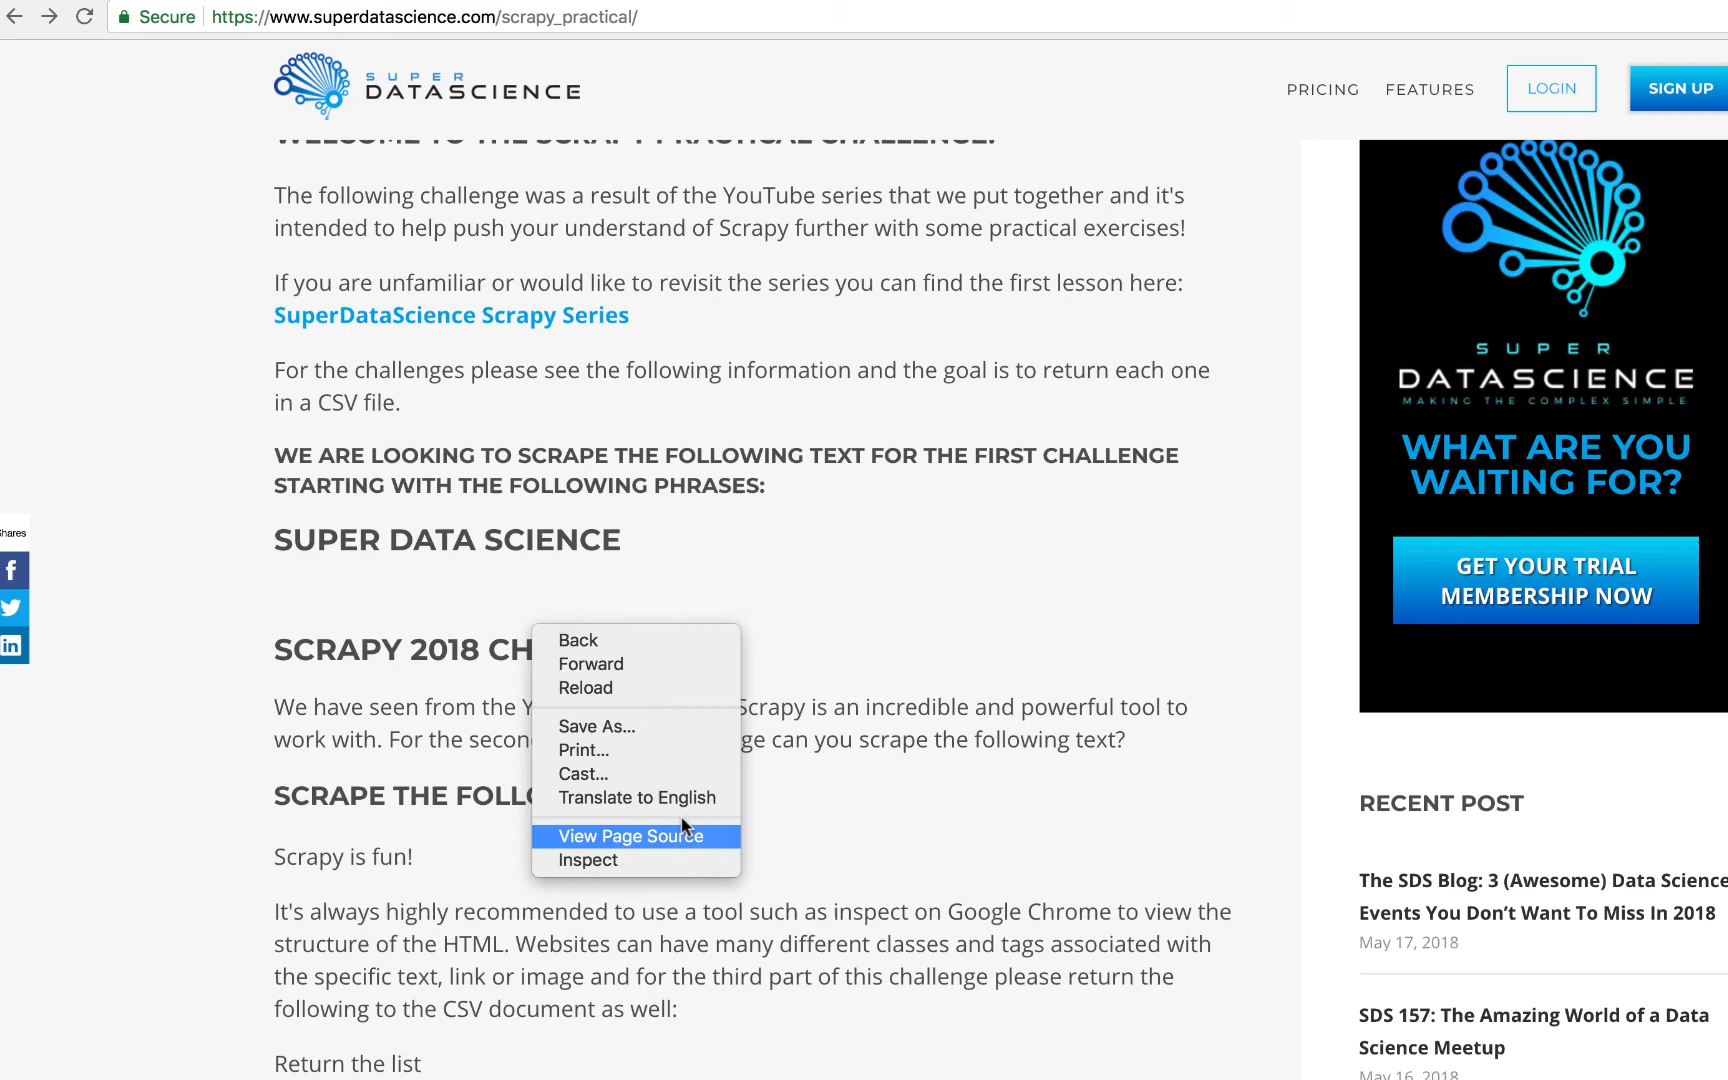 Secure
https://www.superdatascience.com/scrapy_practical/
SUPER
DATASCIENCE
PRICING
FEATURES
LOGIN
SIGN UP
WELCOME TO THE SCRAPY PRACTICAL CHALLENGE!
The following challenge was a result of the YouTube series that we put together and it's
intended to help push your understand of Scrapy further with some practical exercises!
If you are unfamiliar or would like to revisit the series you can find the first lesson here:
SuperDataScience Scrapy Series
For the challenges please see the following information and the goal is to return each one
in a CSV file.
WE ARE LOOKING TO SCRAPE THE FOLLOWING TEXT FOR THE FIRST CHALLENGE
STARTING WITH THE FOLLOWING PHRASES:
SUPER DATA SCIENCE
SCRAPY 2018 CH
We have seen from the Y Scrapy is an incredible and powerful tool to
work with. For the secon ge can you scrape the following text?
SCRAPE THE FOLLO
Scrapy is fun!
It's always highly recommended to use a tool such as inspect on Google Chrome to view the
structure of the HTML. Websites can have many different classes and tags associated with
the specific text, link or image and for the third part of this challenge please return the
following to the CSV document as well:
Return the list
Back
Forward
Reload
Save As...
Print...
Cast...
Translate to English
View Page Source
Inspect
hares
f
in
SUPER
DATASCIENCE
MAKING THE COMPLEX SIMPLE
WHAT ARE YOU
WAITING FOR?
GET YOUR TRIAL
MEMBERSHIP NOW
RECENT POST
The SDS Blog: 3 (Awesome) Data Science
Events You Don’t Want To Miss In 2018
May 17, 2018
SDS 157: The Amazing World of a Data
Science Meetup
May 16, 2018